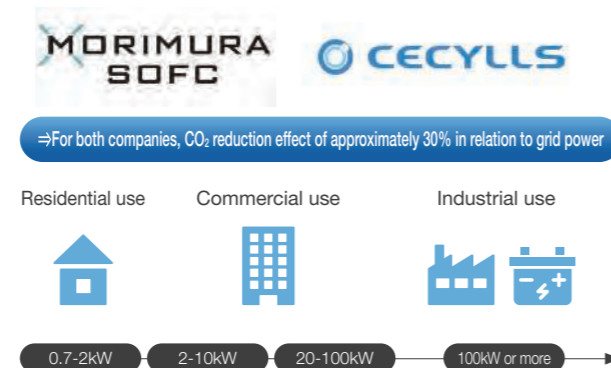 MORIMURA
SOFC
CECYLLS
⇒For both companies, CO₂ reduction effect of approximately 30% in relation to grid power
Residential use
Commercial use
Industrial use
0.7-2kW
2-10kW
20-100kW
100kW or more